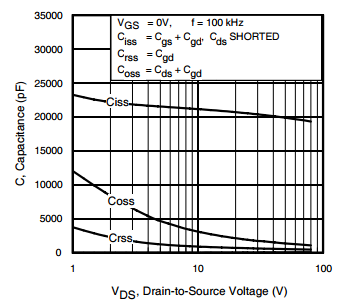 VGS = 0V, f = 100 kHz
Ciss = Cgs + Cgd, Cds SHORTED
Crss = Cgd
Coss = Cds + Cgd
35000
30000
25000
20000
15000
10000
5000
0
C, Capacitance (pF)
Ciss
Coss
Crss
1
10
100
VDS, Drain-to-Source Voltage (V)